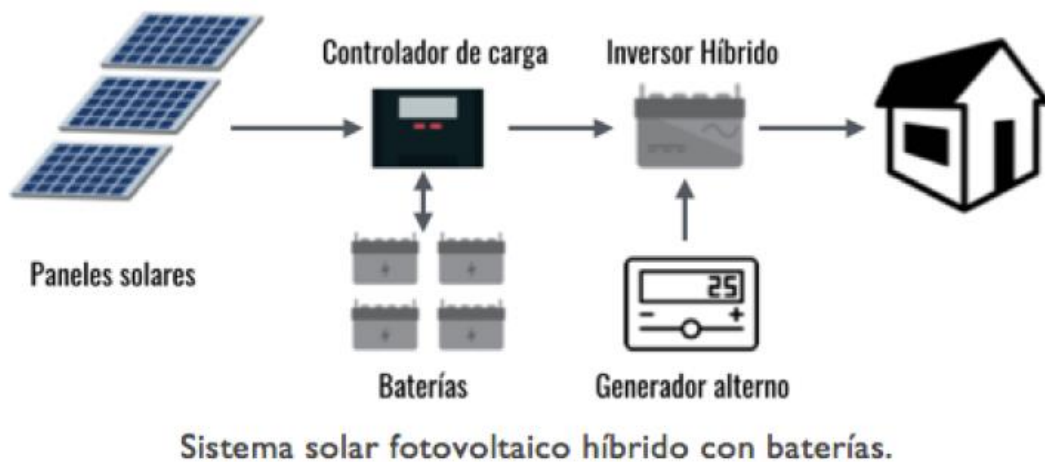 Controlador de carga
Inversor Híbrido
Paneles solares
25
- +
Baterías
Generador alterno
Sistema solar fotovoltaico híbrido con baterías.